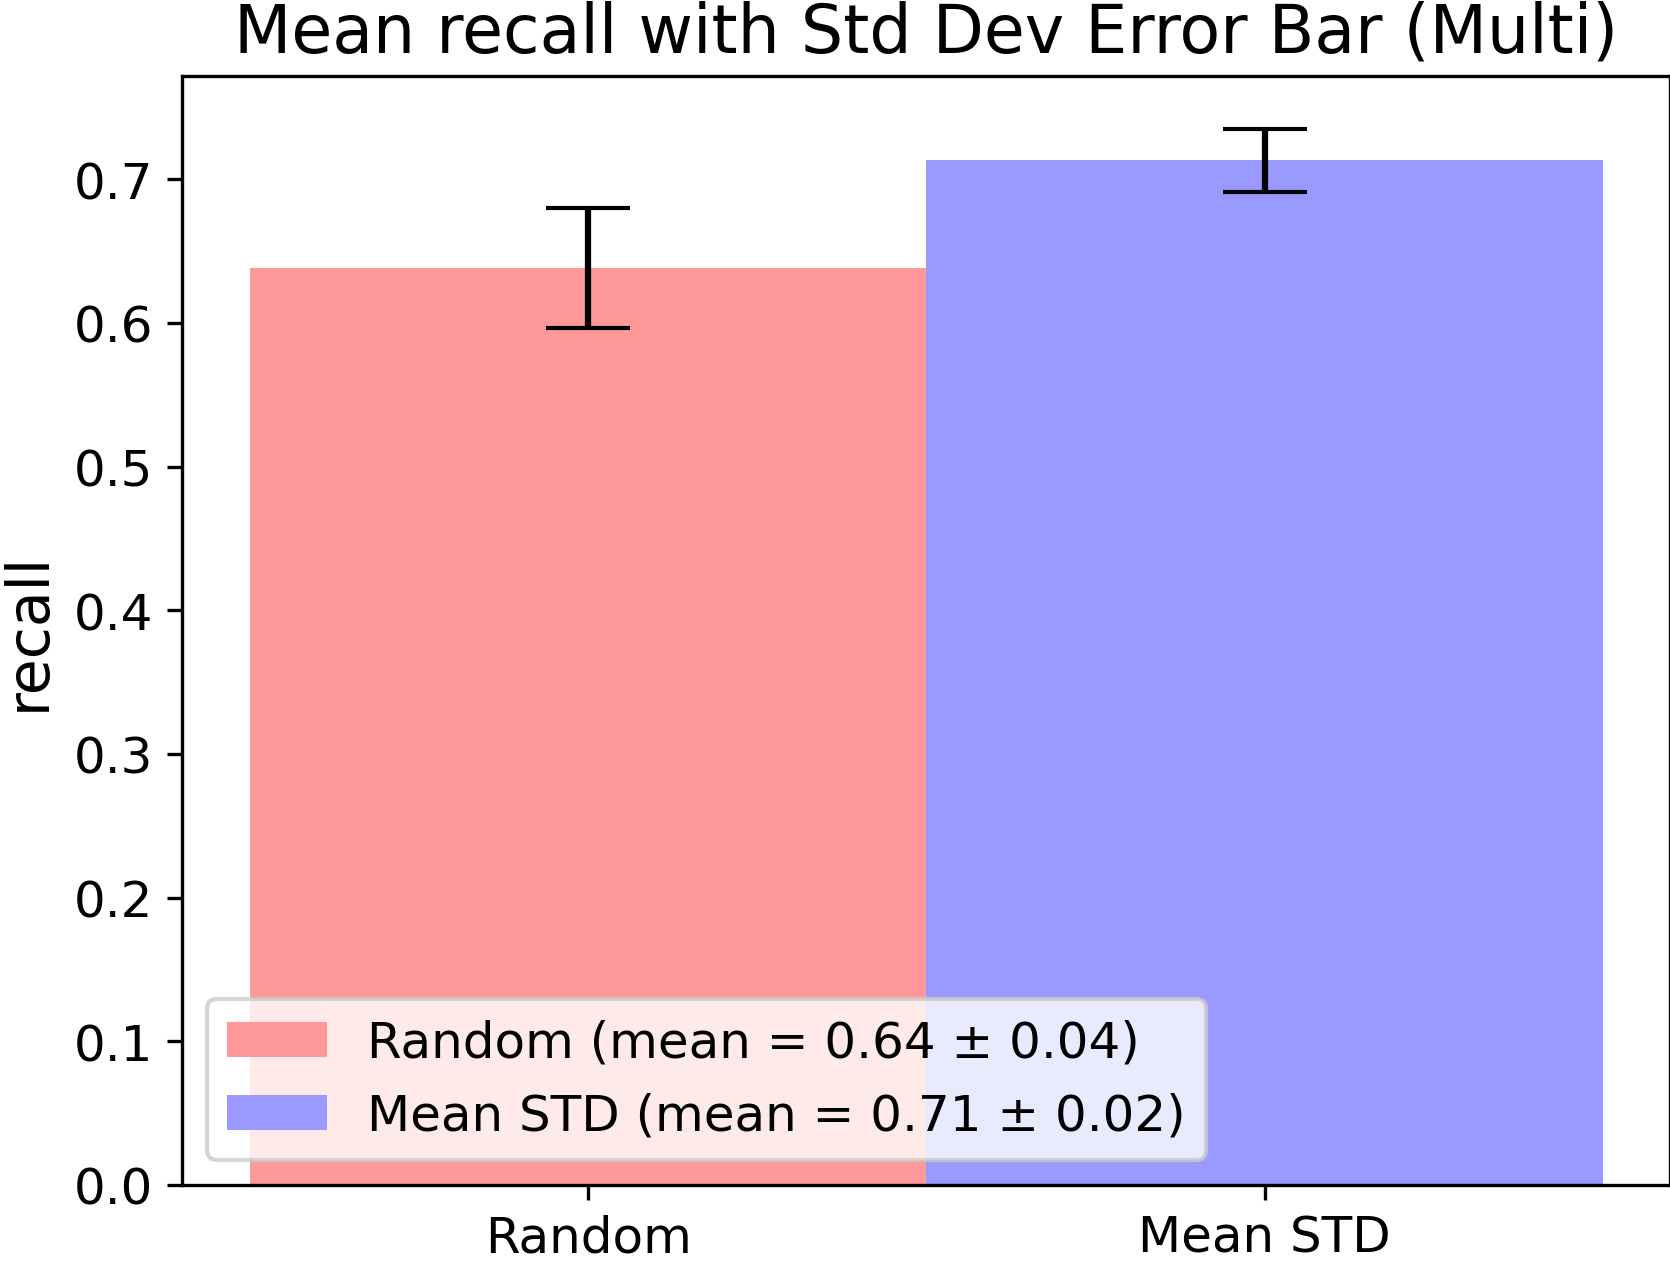 Mean recall with Std Dev Error Bar (Multi)
recall
0.7
0.6
0.5
0.4
0.3
0.2
0.1
0.0
Random (mean = 0.64 ± 0.04)
Mean STD (mean = 0.71 ± 0.02)
Random
Mean STD